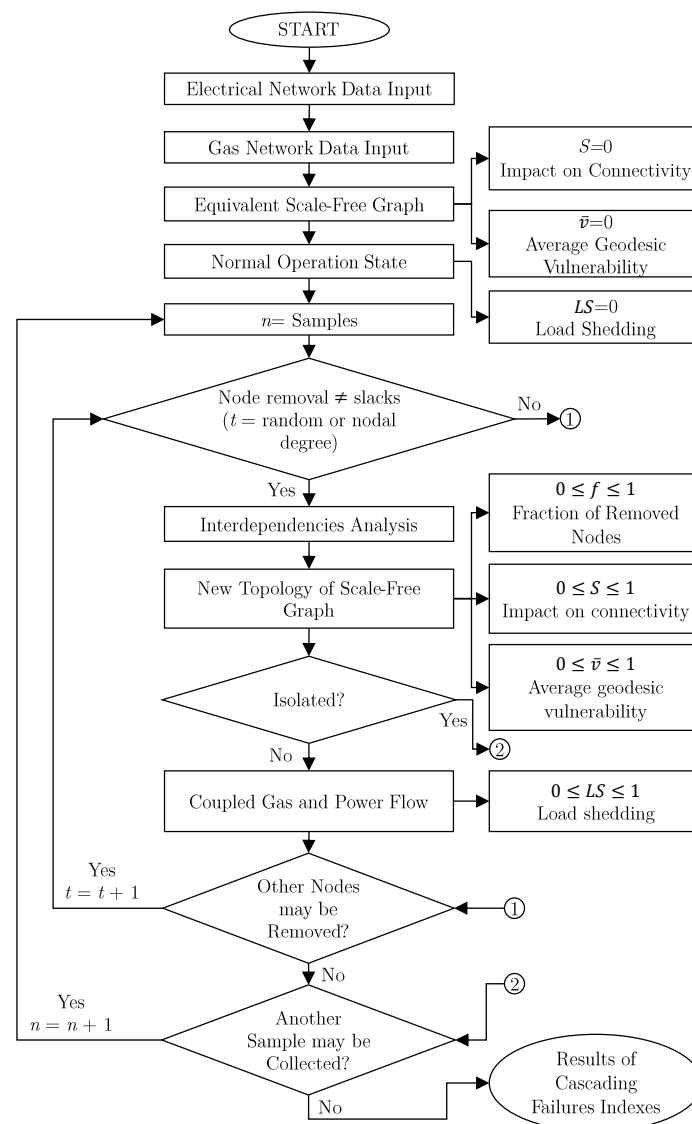 START
Electrical Network Data Input
Gas Network Data Input
S=0
Impact on Connectivity
Equivalent Scale-Free Graph
v̄=0
Average Geodesic
Vulnerability
Normal Operation State
LS=0
Load Shedding
n= Samples
Node removal ≠ slacks
(t = random or nodal
degree)
No
1
Yes
0 ≤ f ≤ 1
Fraction of Removed
Nodes
Interdependencies Analysis
New Topology of Scale-Free
Graph
0 ≤ S ≤ 1
Impact on connectivity
0 ≤ v̄ ≤ 1
Average geodesic
vulnerability
Isolated?
Yes
2
No
Coupled Gas and Power Flow
0 ≤ LS ≤ 1
Load shedding
Yes
t = t + 1
Other Nodes
may be
Removed?
1
No
2
Yes
n = n + 1
Another
Sample may be
Collected?
No
Results of
Cascading
Failures Indexes